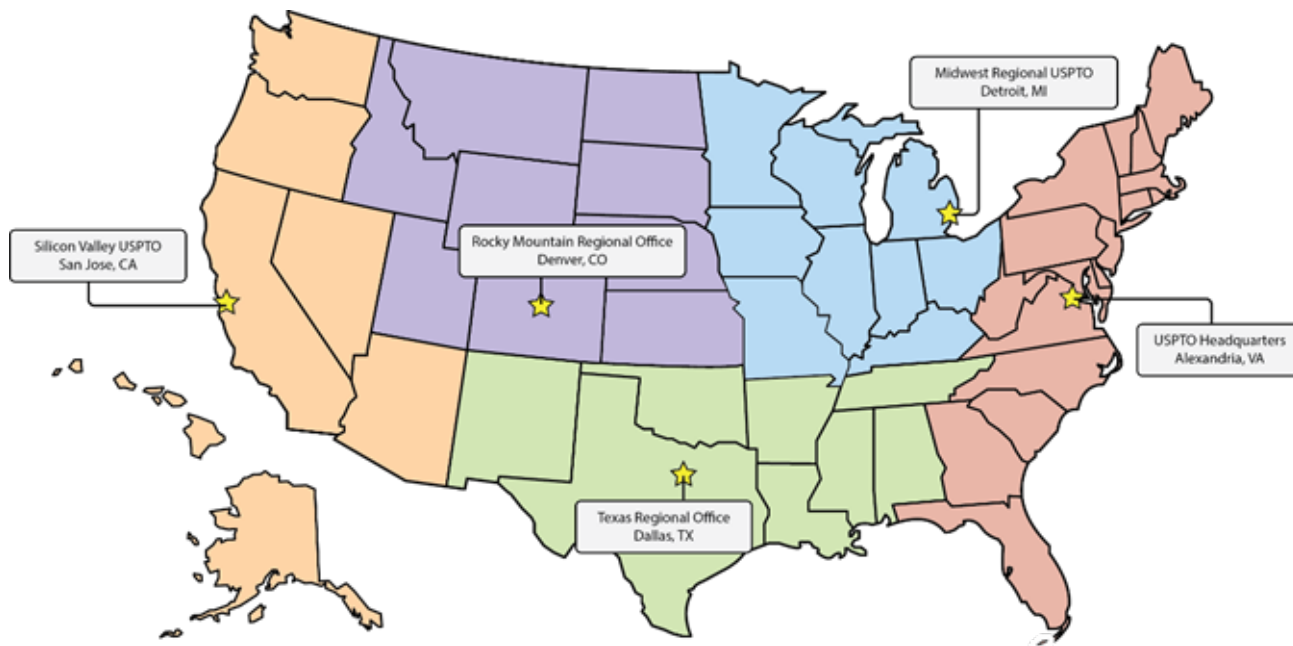 Midwest Regional USPTO
Detroit, MI
Silicon Valley USPTO
San Jose, CA
Rocky Mountain Regional Office
Denver, CO
USPTO Headquarters
Alexandria, VA
Texas Regional Office
Dallas, TX